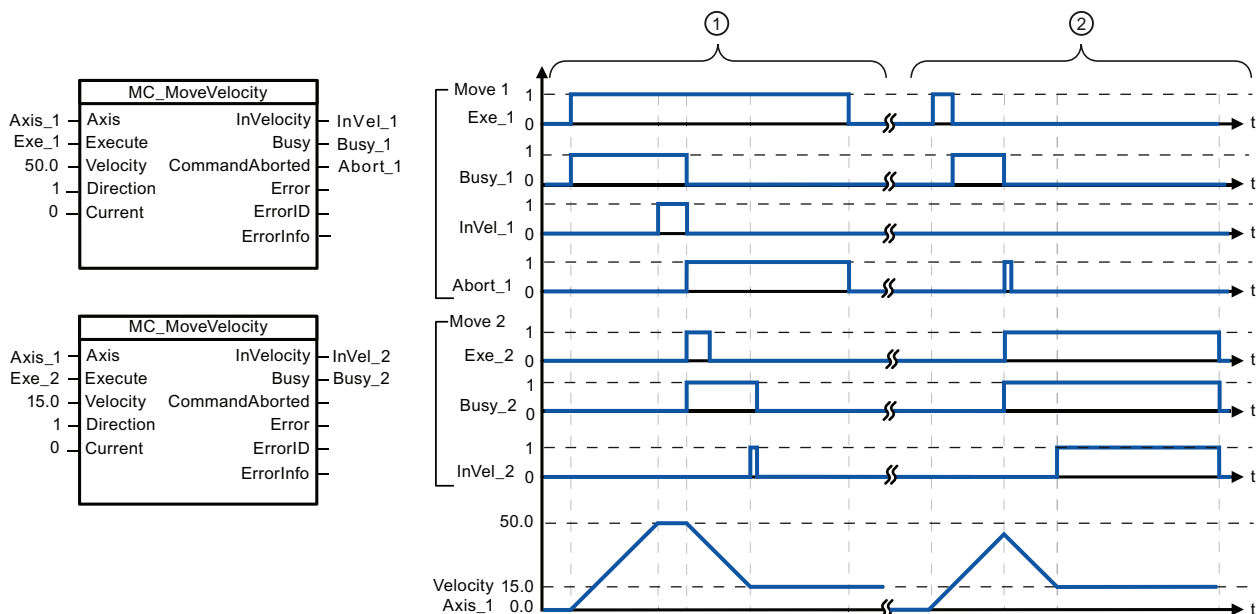 MC_MoveVelocity
Axis_1 Axis InVelocity InVel_1
Exe_1 Execute Busy Busy_1
50.0 Velocity CommandAborted Abort_1
1 Direction Error
0 Current ErrorID
ErrorInfo
MC_MoveVelocity
Axis_1 Axis InVelocity InVel_2
Exe_2 Execute Busy Busy_2
15.0 Velocity CommandAborted
1 Direction Error
0 Current ErrorID
ErrorInfo
① ②
Move 1
1
Exe_1 0 t
1
Busy_1 0 t
1
InVel_1 0 t
1
Abort_1 0 t
Move 2
1
Exe_2 0 t
1
Busy_2 0 t
1
InVel_2 0 t
50.0
Velocity 15.0
Axis_1 0.0 t